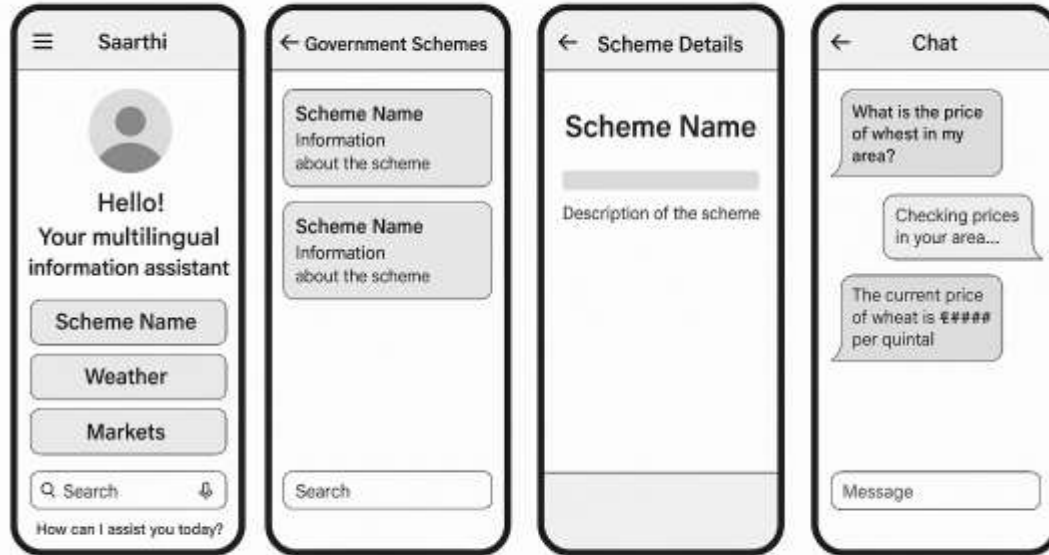 Saarthi
Hello!
Your multilingual
information assistant
Scheme Name
Weather
Markets
Search
How can I assist you today?
Government Schemes
Scheme Name
Information
about the scheme
Scheme Name
Information
about the scheme
Search
Scheme Details
Scheme Name
Description of the scheme
Chat
What is the price
of whest in my
area?
Checking prices
in your area...
The current price
of wheat is €####
per quintal
Message